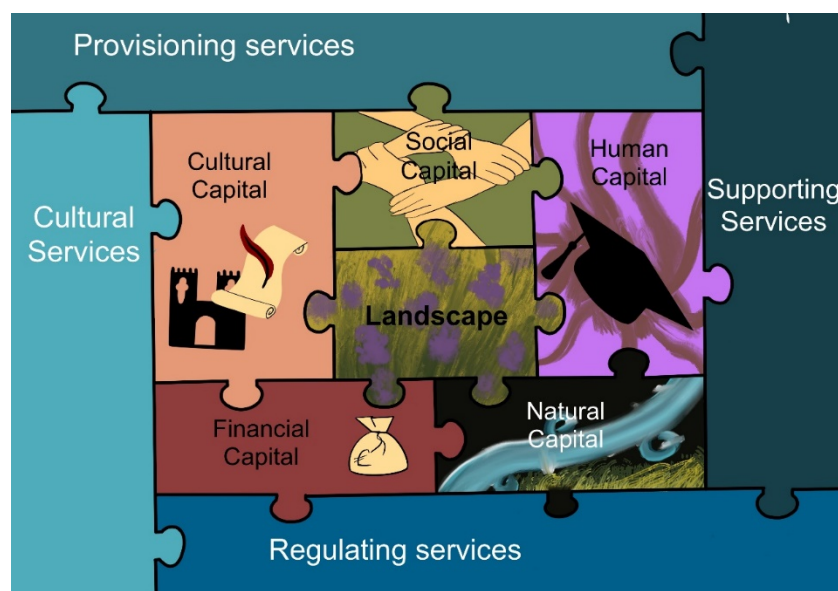 Provisioning services
Cultural
Capital
Social
Capital
Human
Capital
Cultural
Services
Supporting
Services
Landscape
Financial
Capital
Natural
Capital
Regulating services